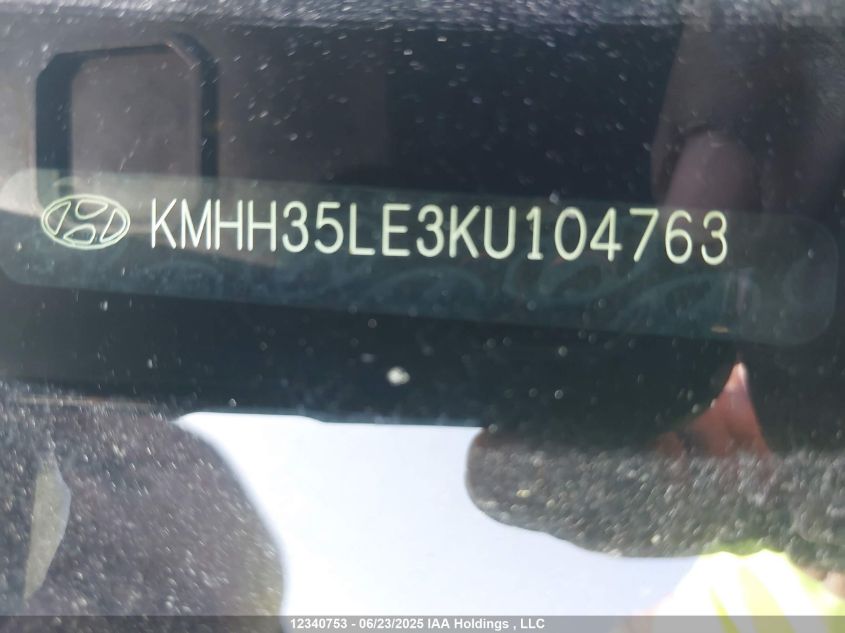 KMHH35LE3KU104763
12340753 - 06/23/2025 IAA Holdings , LLC